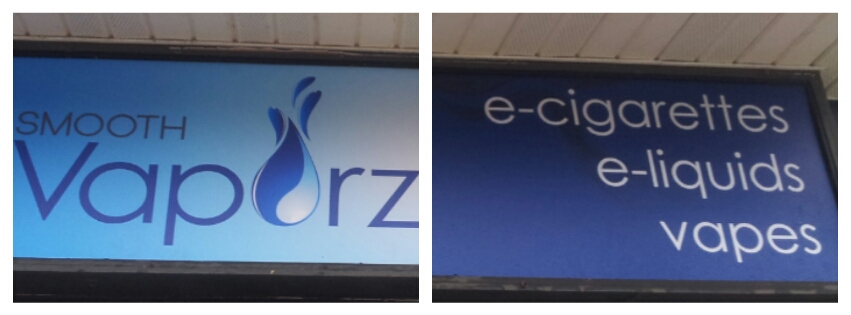 SMOOTH
Vaporz
e-cigarettes
e-liquids
vapes